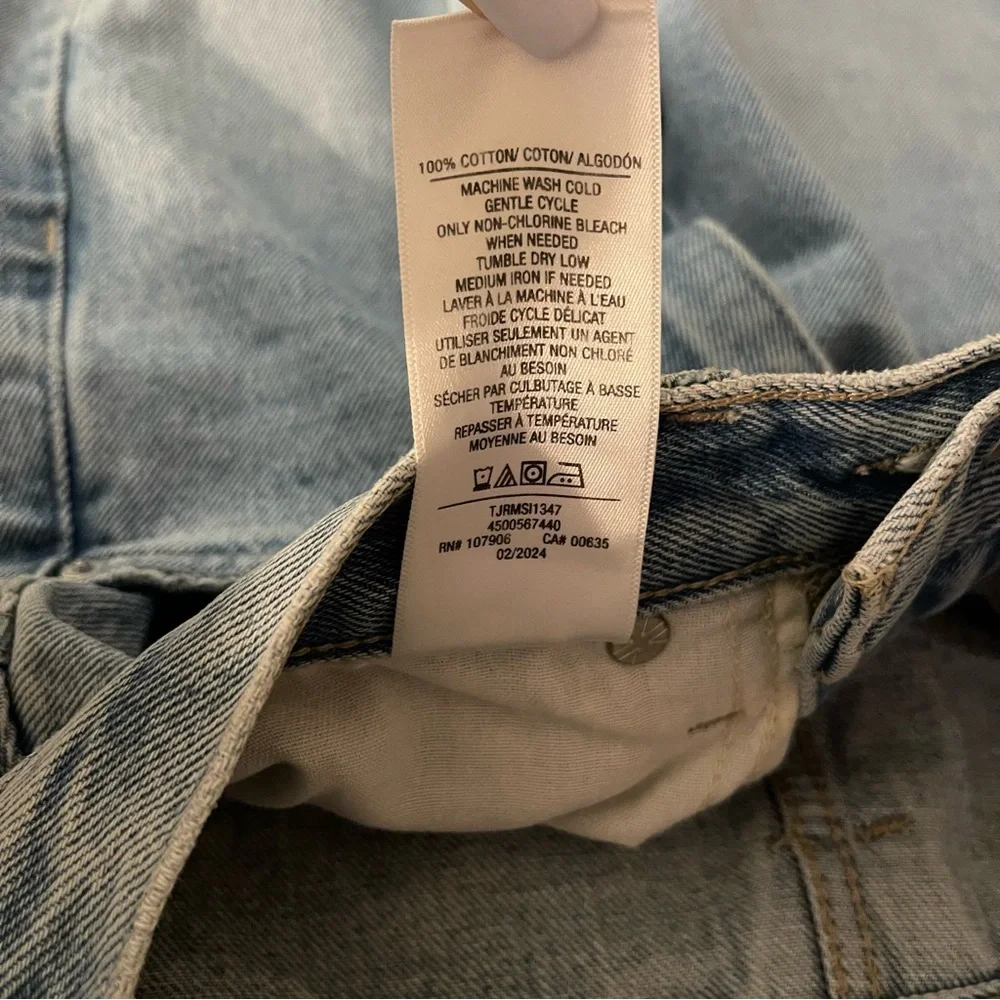 100% COTTON/ COTON/ ALGODÓN
MACHINE WASH COLD
GENTLE CYCLE
ONLY NON-CHLORINE BLEACH
WHEN NEEDED
TUMBLE DRY LOW
MEDIUM IRON IF NEEDED
LAVER À LA MACHINE À L'EAU
FROIDE CYCLE DÉLICAT
UTILISER SEULEMENT UN AGENT
DE BLANCHIMENT NON CHLORÉ
AU BESOIN
SÉCHER PAR CULBUTAGE À BASSE
TEMPÉRATURE
REPASSER À TEMPÉRATURE
MOYENNE AU BESOIN
TJRMSI1347
4500567440
RN# 107906 CA# 00635
02/2024